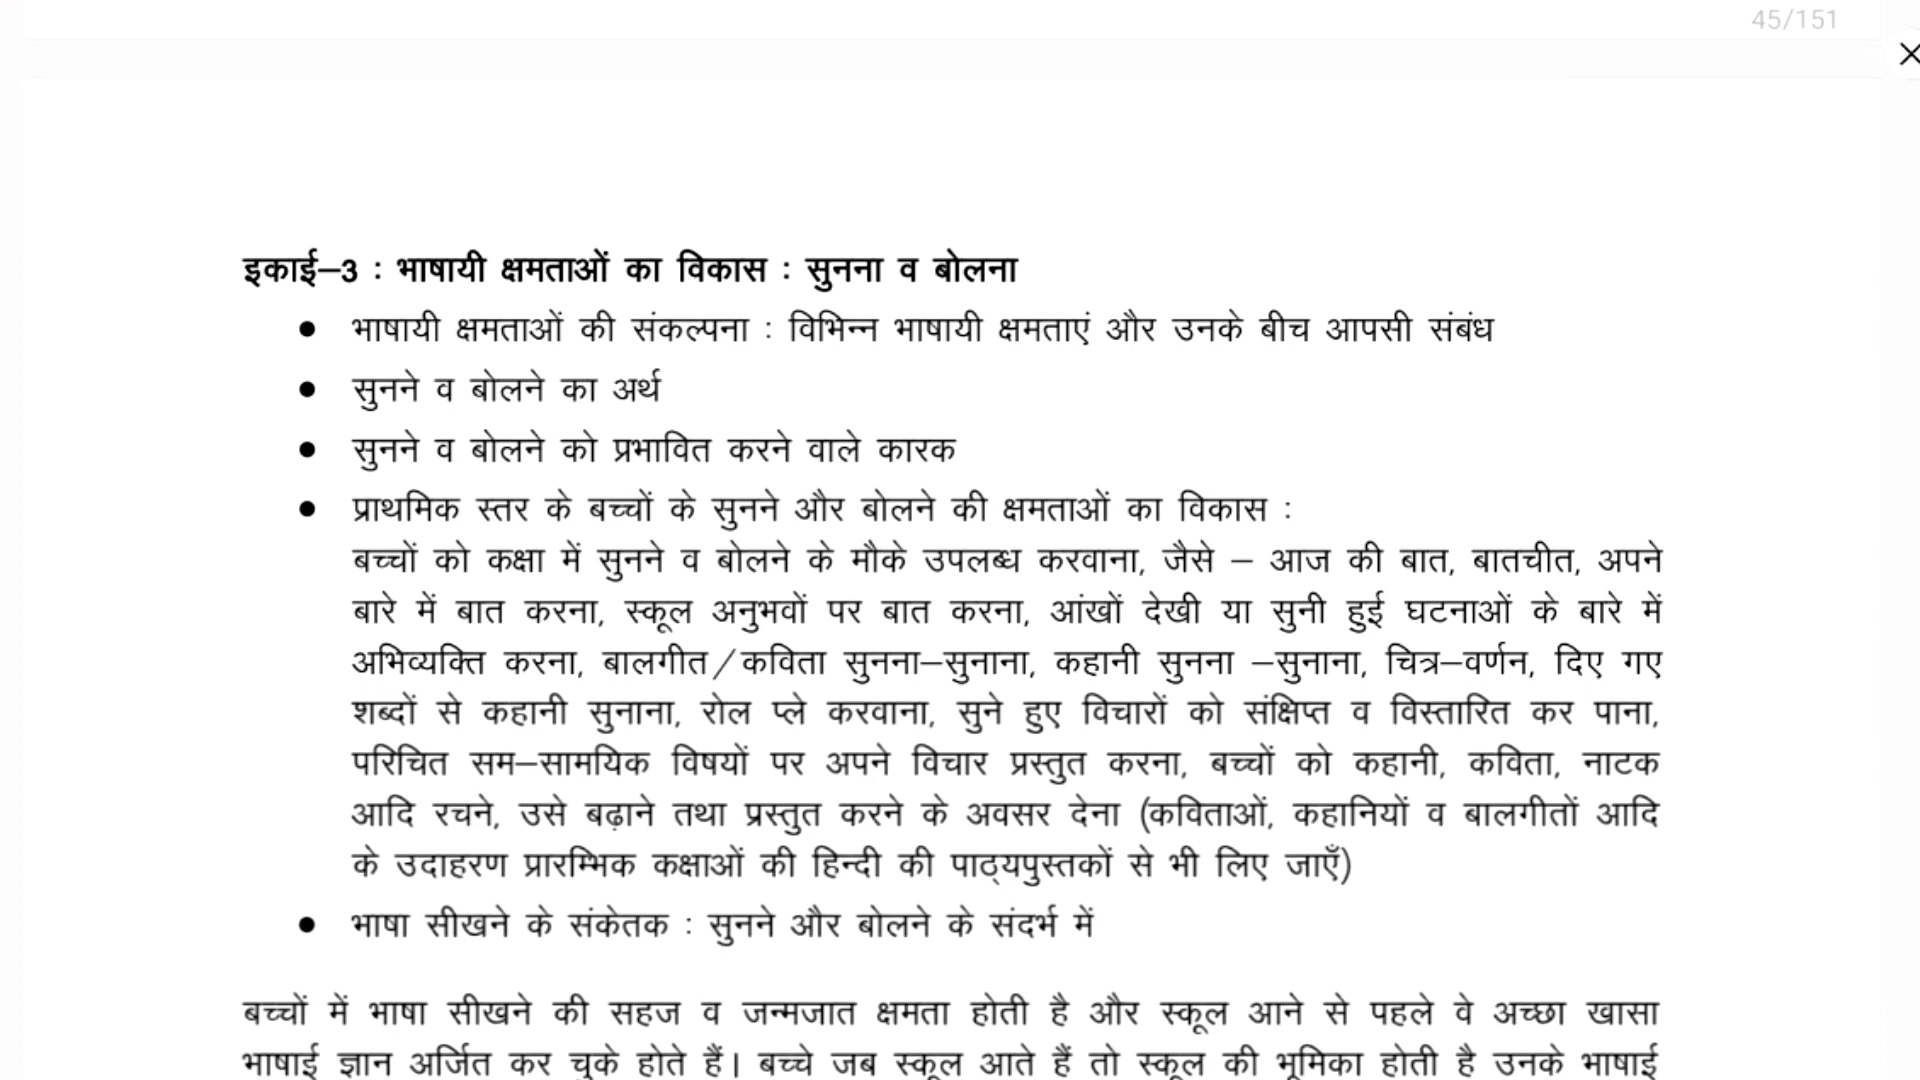 45/151
इकाई–3 : भाषायी क्षमताओं का विकास : सुनना व बोलना
● भाषायी क्षमताओं की संकल्पना : विभिन्न भाषायी क्षमताएं और उनके बीच आपसी संबंध
● सुनने व बोलने का अर्थ
● सुनने व बोलने को प्रभावित करने वाले कारक
● प्राथमिक स्तर के बच्चों के सुनने और बोलने की क्षमताओं का विकास :
बच्चों को कक्षा में सुनने व बोलने के मौके उपलब्ध करवाना, जैसे – आज की बात, बातचीत, अपने
बारे में बात करना, स्कूल अनुभवों पर बात करना, आंखों देखी या सुनी हुई घटनाओं के बारे में
अभिव्यक्ति करना, बालगीत/कविता सुनना–सुनाना, कहानी सुनना –सुनाना, चित्र–वर्णन, दिए गए
शब्दों से कहानी सुनाना, रोल प्ले करवाना, सुने हुए विचारों को संक्षिप्त व विस्तारित कर पाना,
परिचित सम–सामयिक विषयों पर अपने विचार प्रस्तुत करना, बच्चों को कहानी, कविता, नाटक
आदि रचने, उसे बढ़ाने तथा प्रस्तुत करने के अवसर देना (कविताओं, कहानियों व बालगीतों आदि
के उदाहरण प्रारम्भिक कक्षाओं की हिन्दी की पाठ्यपुस्तकों से भी लिए जाएँ)
● भाषा सीखने के संकेतक : सुनने और बोलने के संदर्भ में
बच्चों में भाषा सीखने की सहज व जन्मजात क्षमता होती है और स्कूल आने से पहले वे अच्छा खासा
भाषाई ज्ञान अर्जित कर चुके होते हैं। बच्चे जब स्कूल आते हैं तो स्कूल की भूमिका होती है उनके भाषाई